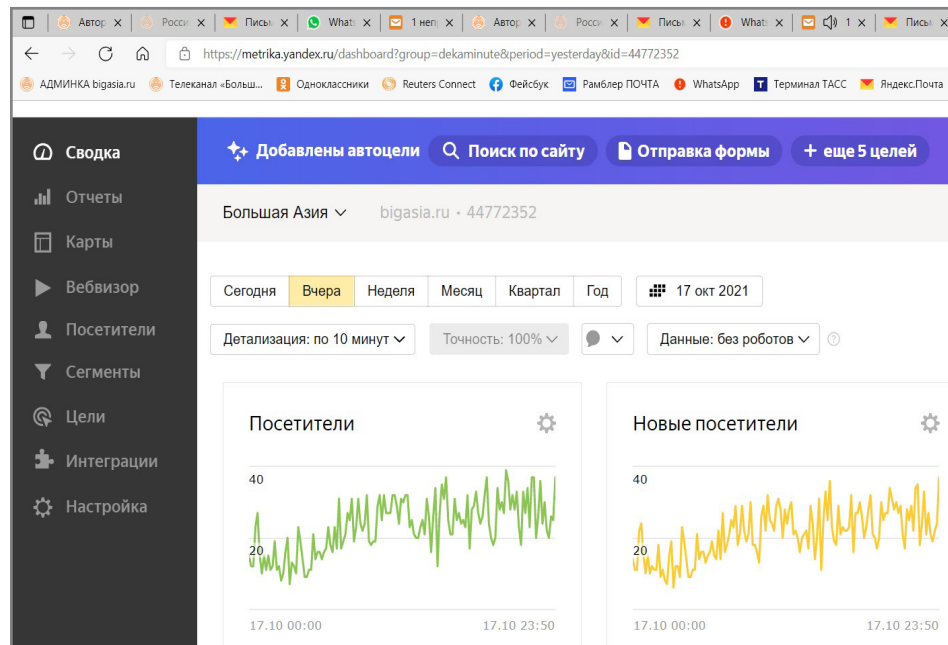 Автор Росси Письм Whats 1 неп Автор Росси Письм Whats 1 Письм
https://metrika.yandex.ru/dashboard?group=dekaminute&period=yesterday&id=44772352
АДМИНКА bigasia.ru Телеканал «Больш... Одноклассники Reuters Connect Фейсбук Рамблер ПОЧТА WhatsApp Терминал ТАСС Яндекс.Почта
Сводка
Отчеты
Карты
Вебвизор
Посетители
Сегменты
Цели
Интеграции
Настройка
Добавлены автоцели Поиск по сайту Отправка формы + еще 5 целей
Большая Азия bigasia.ru • 44772352
Сегодня Вчера Неделя Месяц Квартал Год 17 окт 2021
Детализация: по 10 минут Точность: 100% Данные: без роботов ?
Посетители
40
20
17.10 00:00 17.10 23:50
Новые посетители
40
20
17.10 00:00 17.10 23:50